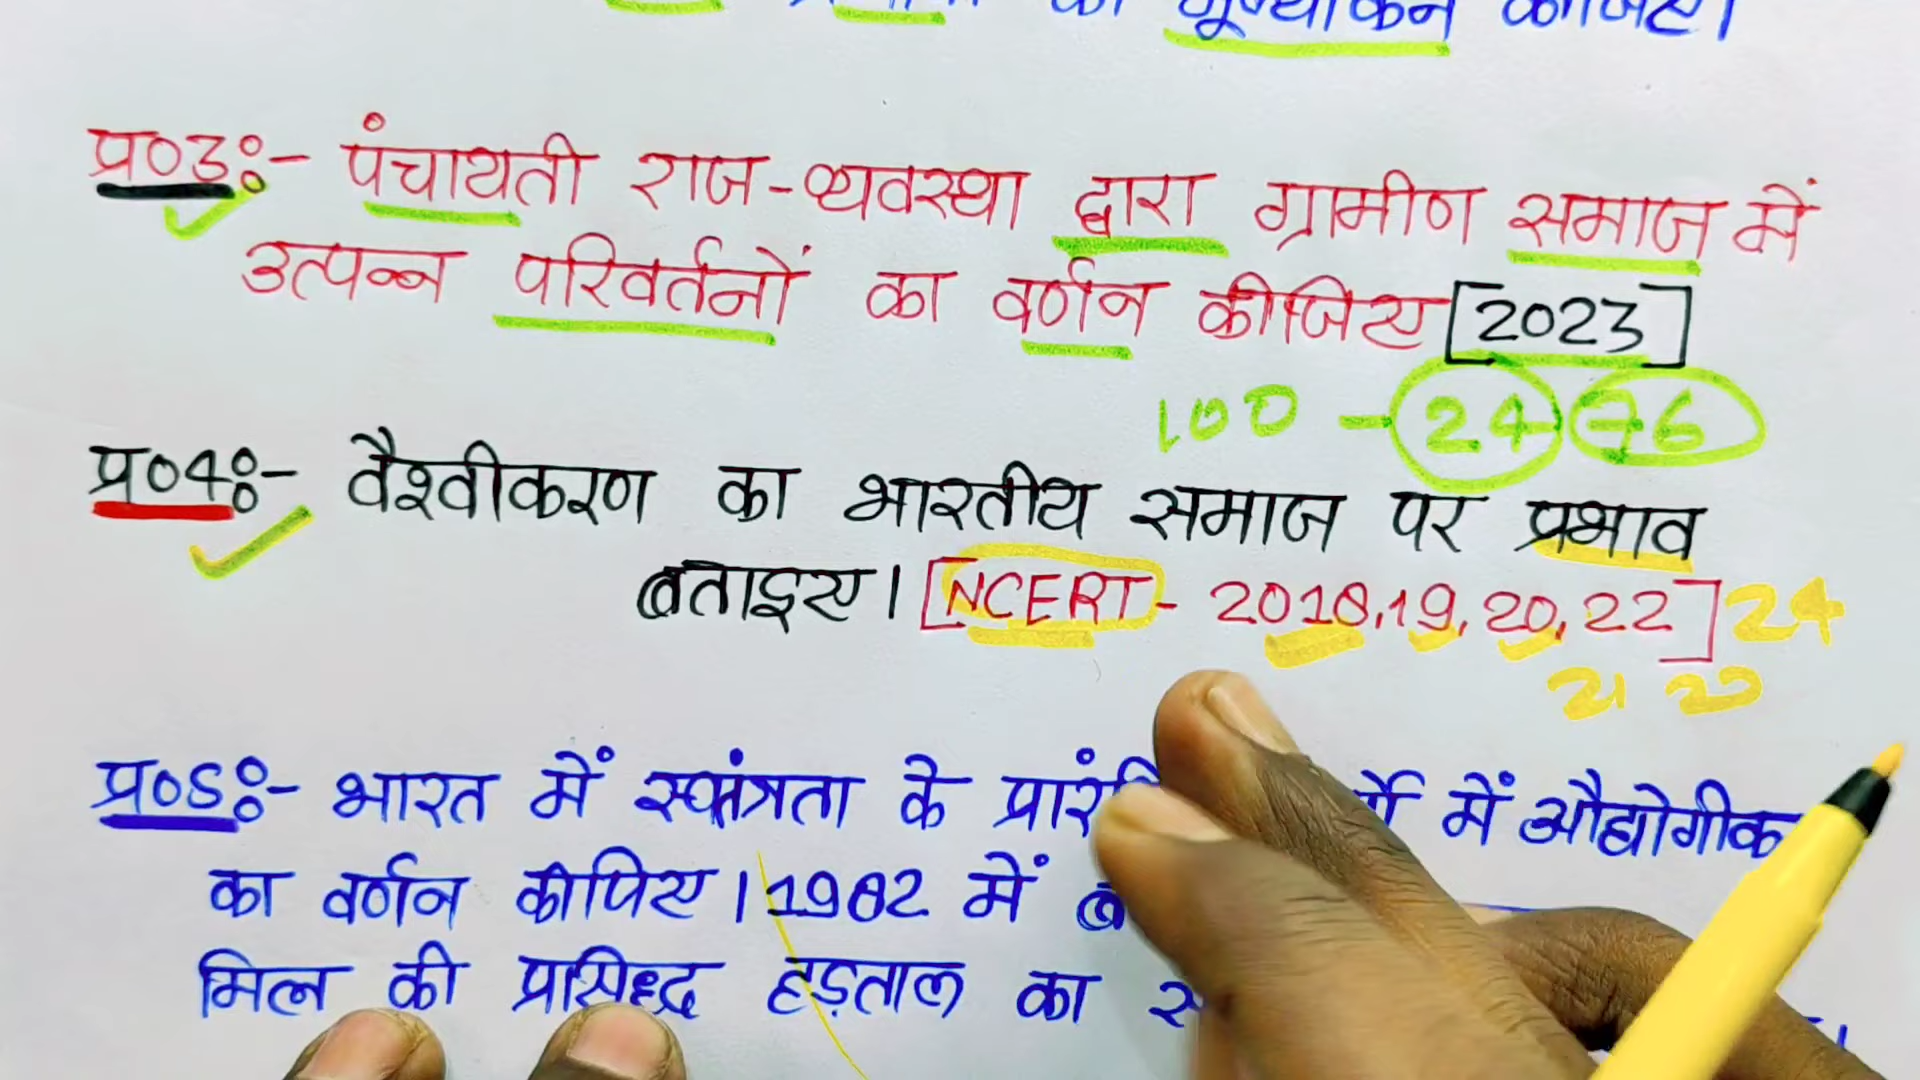 मूल्यांकन कीजिए।
प्र०3:- पंचायती राज-व्यवस्था द्वारा ग्रामीण समाज में
उत्पन्न परिवर्तनों का वर्णन कीजिए [2023]
100 - 24 76
प्र०4:- वैश्वीकरण का भारतीय समाज पर प्रभाव
बताइए। [NCERT - 2018,19,20,22] 24
21 23
प्र०5:- भारत में स्वतंत्रता के में औद्योगीक
का वर्णन कीपिए। 1982 में
मिल की प्रसिध्द हड़ताल का